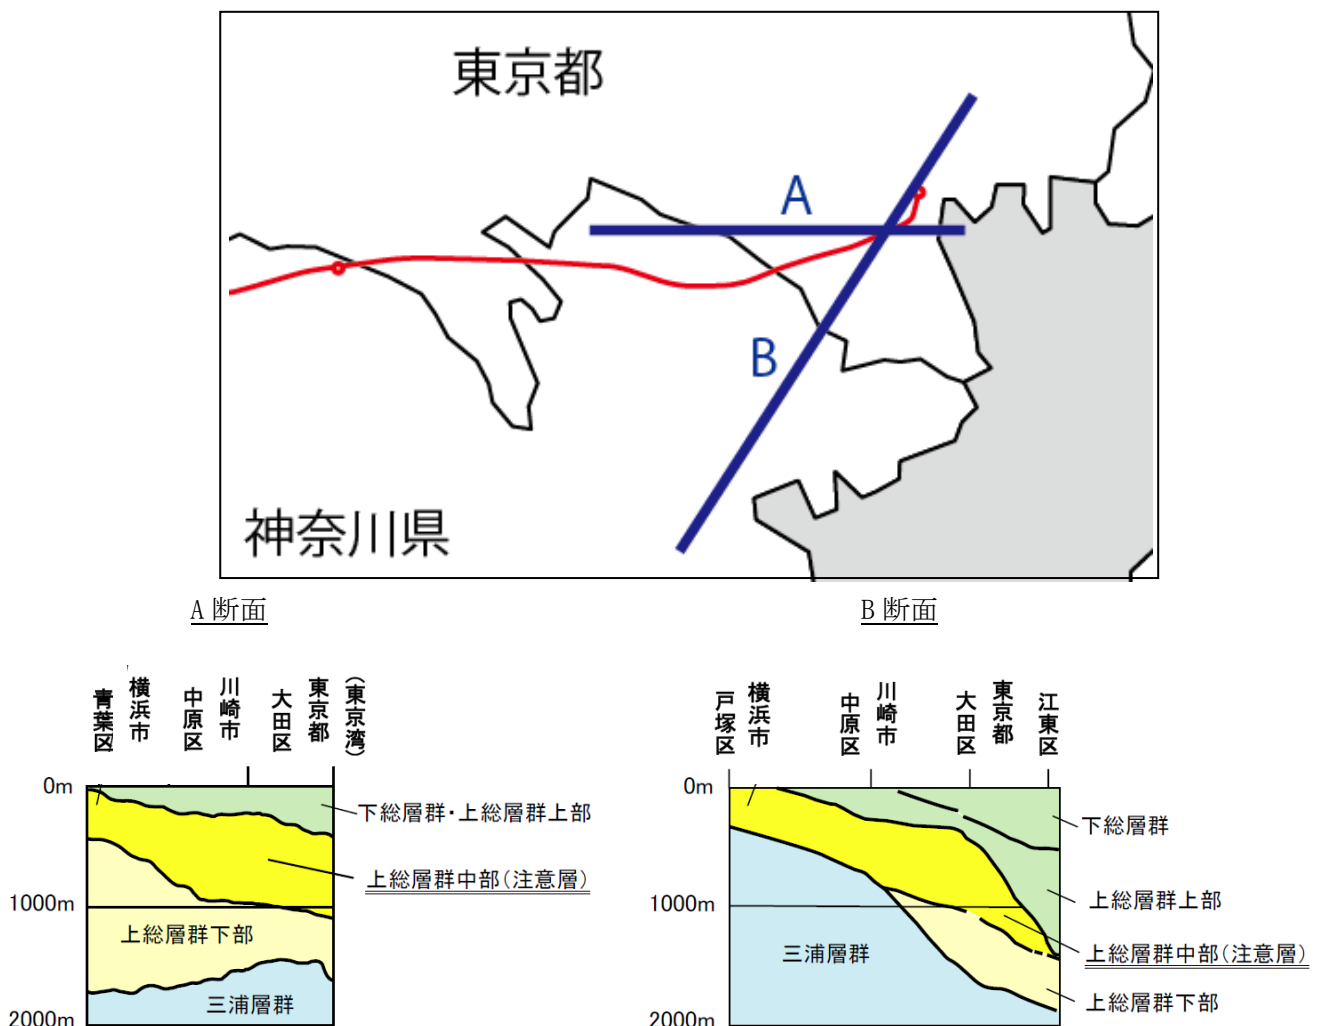 東京都
A
B
神奈川県
A断面
B断面
青葉区
横浜市
中原区
川崎市
大田区
東京都
(東京湾)
0m
1000m
2000m
下総層群・上総層群上部
上総層群中部(注意層)
上総層群下部
三浦層群
戸塚区
横浜市
中原区
川崎市
大田区
東京都
江東区
0m
1000m
2000m
下総層群
上総層群上部
上総層群中部(注意層)
上総層群下部
三浦層群